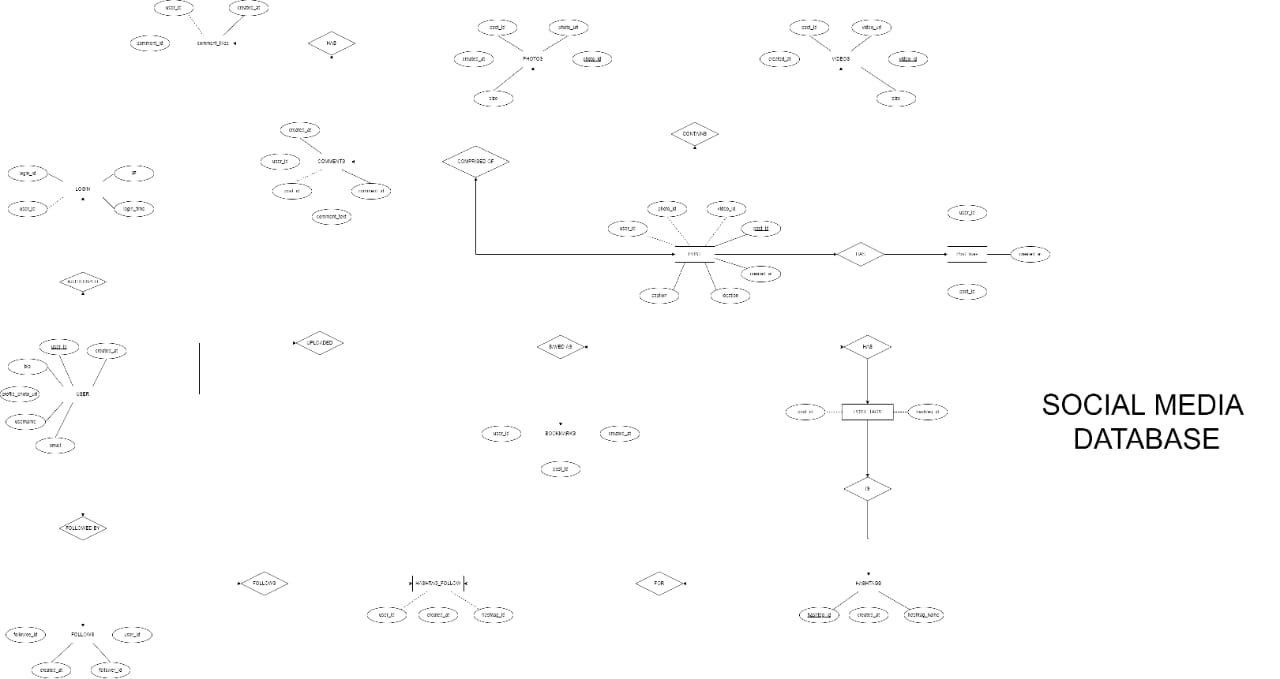 user_id
created_at
comment_id
comment_likes
HAS
post_id
photo_url
created_at
PHOTOS
photo_id
size
post_id
video_url
created_at
VIDEOS
video_id
size
created_at
user_id
COMMENTS
post_id
comment_id
comment_text
CONTAINS
COMPRISED OF
login_id
IP
LOGIN
user_id
login_time
photo_id
video_id
user_id
post_id
POST
created_at
caption
location
HAS
user_id
created_at
post_id
user_id
created_at
bio
profile_photo_url
USER
username
email
UPLOADED
SAVED AS
HAS
post_id
hashtag_id
user_id
BOOKMARKS
created_at
post_id
IS
SOCIAL MEDIA
DATABASE
FOLLOWED BY
FOLLOWS
HASHTAG_FOLLOW
FOR
HASHTAGS
user_id
created_at
hashtag_id
hashtag_id
created_at
hashtag_name
followee_id
FOLLOWS
user_id
created_at
follower_id